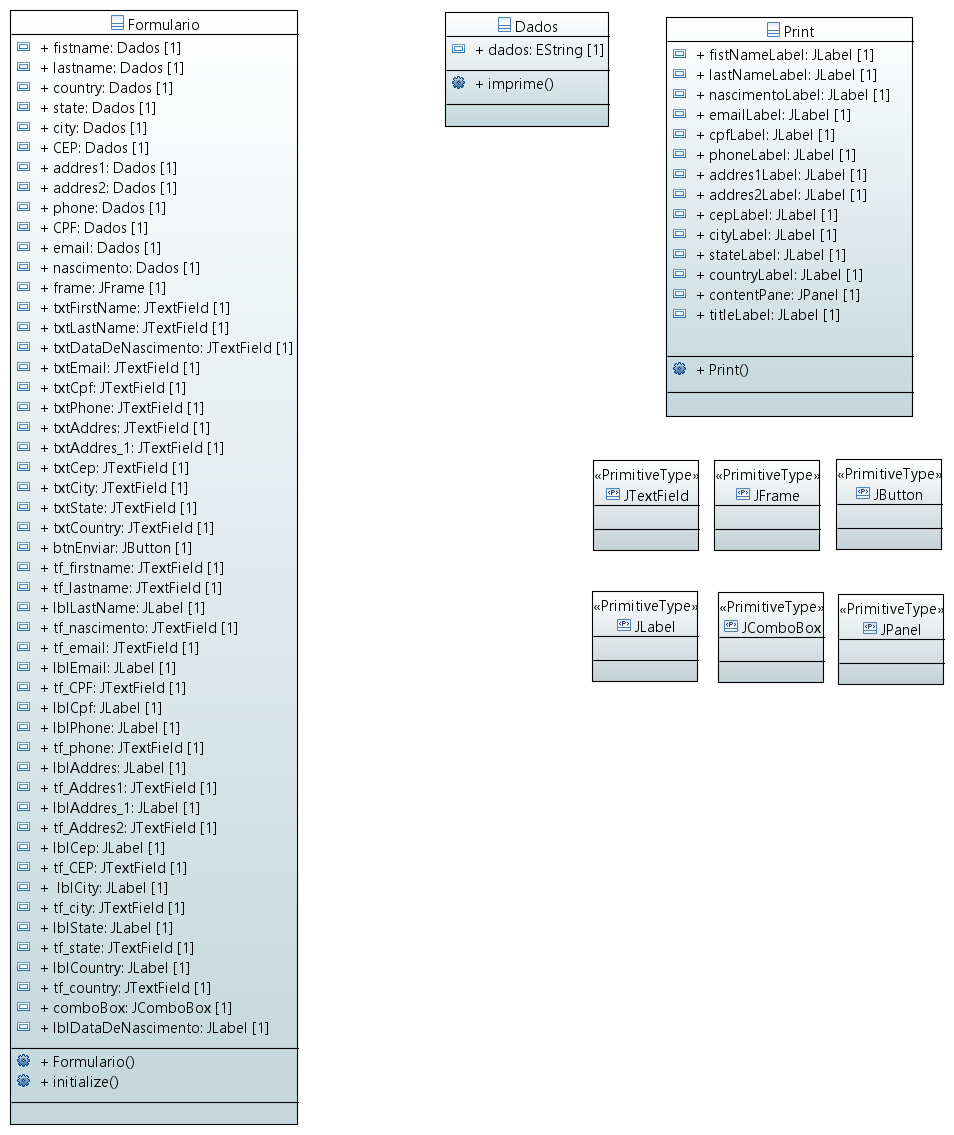 Formulario
+ fistname: Dados [1]
+ lastname: Dados [1]
+ country: Dados [1]
+ state: Dados [1]
+ city: Dados [1]
+ CEP: Dados [1]
+ addres1: Dados [1]
+ addres2: Dados [1]
+ phone: Dados [1]
+ CPF: Dados [1]
+ email: Dados [1]
+ nascimento: Dados [1]
+ frame: JFrame [1]
+ txtFirstName: JTextField [1]
+ txtLastName: JTextField [1]
+ txtDataDeNascimento: JTextField [1]
+ txtEmail: JTextField [1]
+ txtCpf: JTextField [1]
+ txtPhone: JTextField [1]
+ txtAddres: JTextField [1]
+ txtAddres_1: JTextField [1]
+ txtCep: JTextField [1]
+ txtCity: JTextField [1]
+ txtState: JTextField [1]
+ txtCountry: JTextField [1]
+ btnEnviar: JButton [1]
+ tf_firstname: JTextField [1]
+ tf_lastname: JTextField [1]
+ lblLastName: JLabel [1]
+ tf_nascimento: JTextField [1]
+ tf_email: JTextField [1]
+ lblEmail: JLabel [1]
+ tf_CPF: JTextField [1]
+ lblCpf: JLabel [1]
+ lblPhone: JLabel [1]
+ tf_phone: JTextField [1]
+ lblAddres: JLabel [1]
+ tf_Addres1: JTextField [1]
+ lblAddres_1: JLabel [1]
+ tf_Addres2: JTextField [1]
+ lblCep: JLabel [1]
+ tf_CEP: JTextField [1]
+ lblCity: JLabel [1]
+ tf_city: JTextField [1]
+ lblState: JLabel [1]
+ tf_state: JTextField [1]
+ lblCountry: JLabel [1]
+ tf_country: JTextField [1]
+ comboBox: JComboBox [1]
+ lblDataDeNascimento: JLabel [1]
+ Formulario()
+ initialize()
Dados
+ dados: EString [1]
+ imprime()
Print
+ fistNameLabel: JLabel [1]
+ lastNameLabel: JLabel [1]
+ nascimentoLabel: JLabel [1]
+ emailLabel: JLabel [1]
+ cpfLabel: JLabel [1]
+ phoneLabel: JLabel [1]
+ addres1Label: JLabel [1]
+ addres2Label: JLabel [1]
+ cepLabel: JLabel [1]
+ cityLabel: JLabel [1]
+ stateLabel: JLabel [1]
+ countryLabel: JLabel [1]
+ contentPane: JPanel [1]
+ titleLabel: JLabel [1]
+ Print()
«PrimitiveType»
JTextField
«PrimitiveType»
JFrame
«PrimitiveType»
JButton
«PrimitiveType»
JLabel
«PrimitiveType»
JComboBox
«PrimitiveType»
JPanel